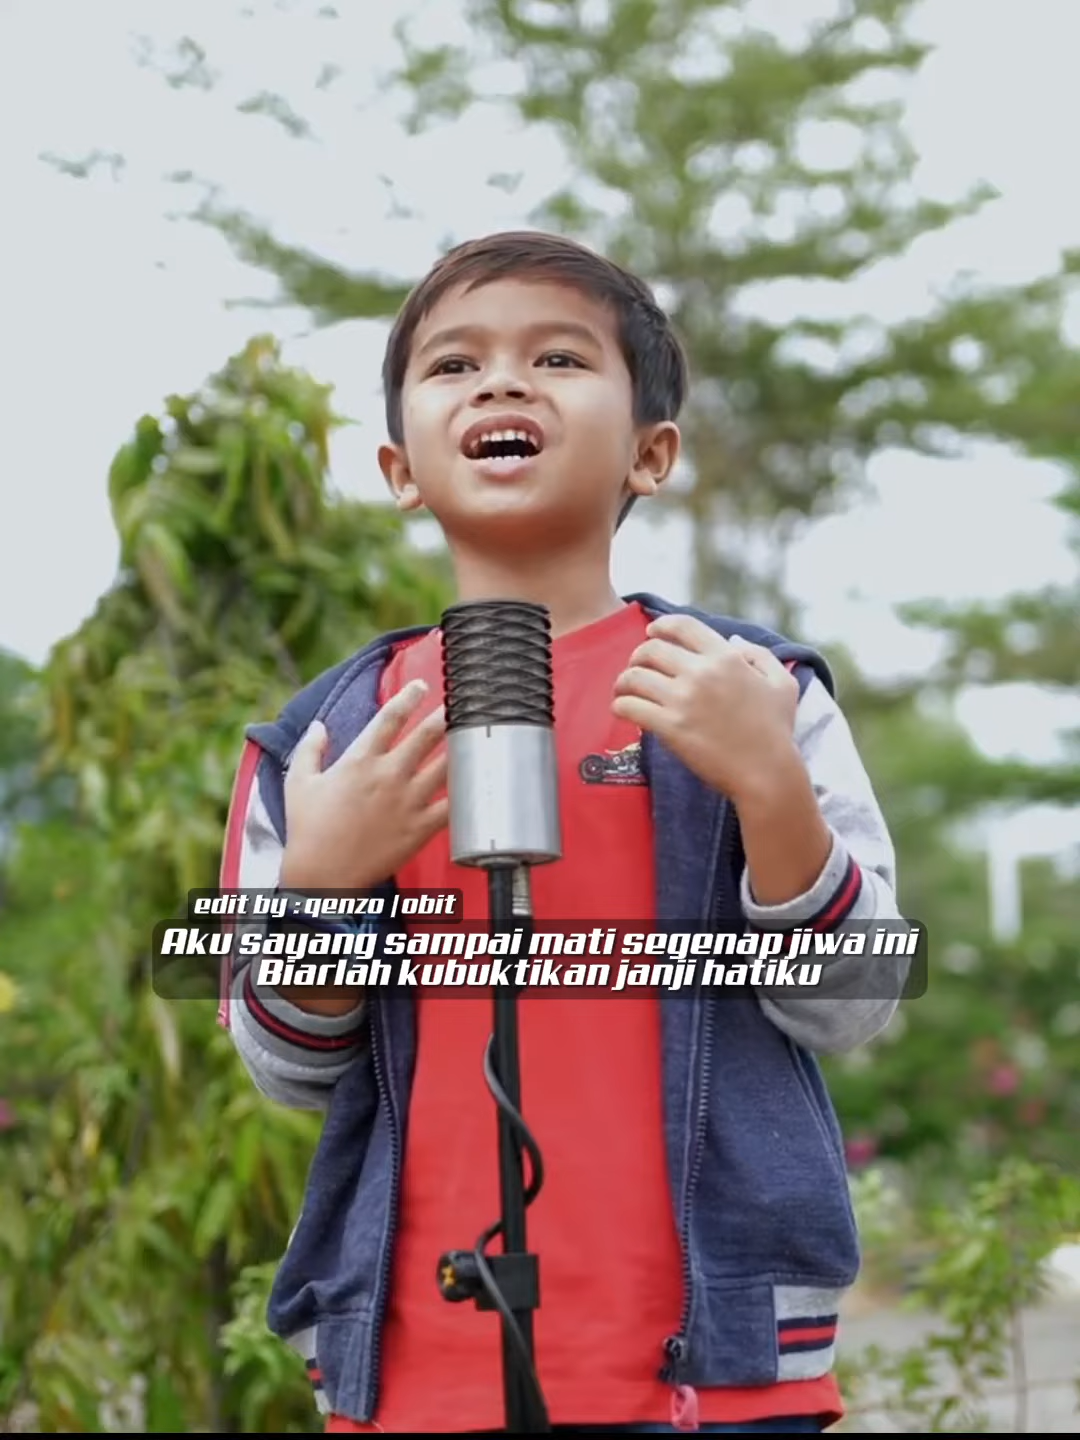 edit by : qenzo | obit
Aku sayang sampai mati segenap jiwa ini
Biarlah kubuktikan janji hatiku